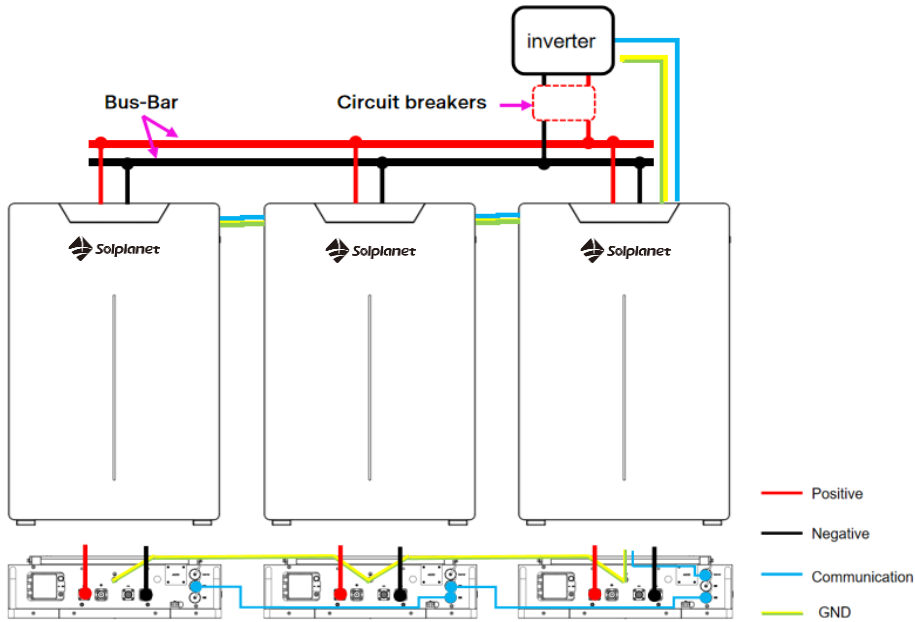 inverter
Bus-Bar
Circuit breakers
Solplanet
Solplanet
Solplanet
Positive
Negative
Communication
GND